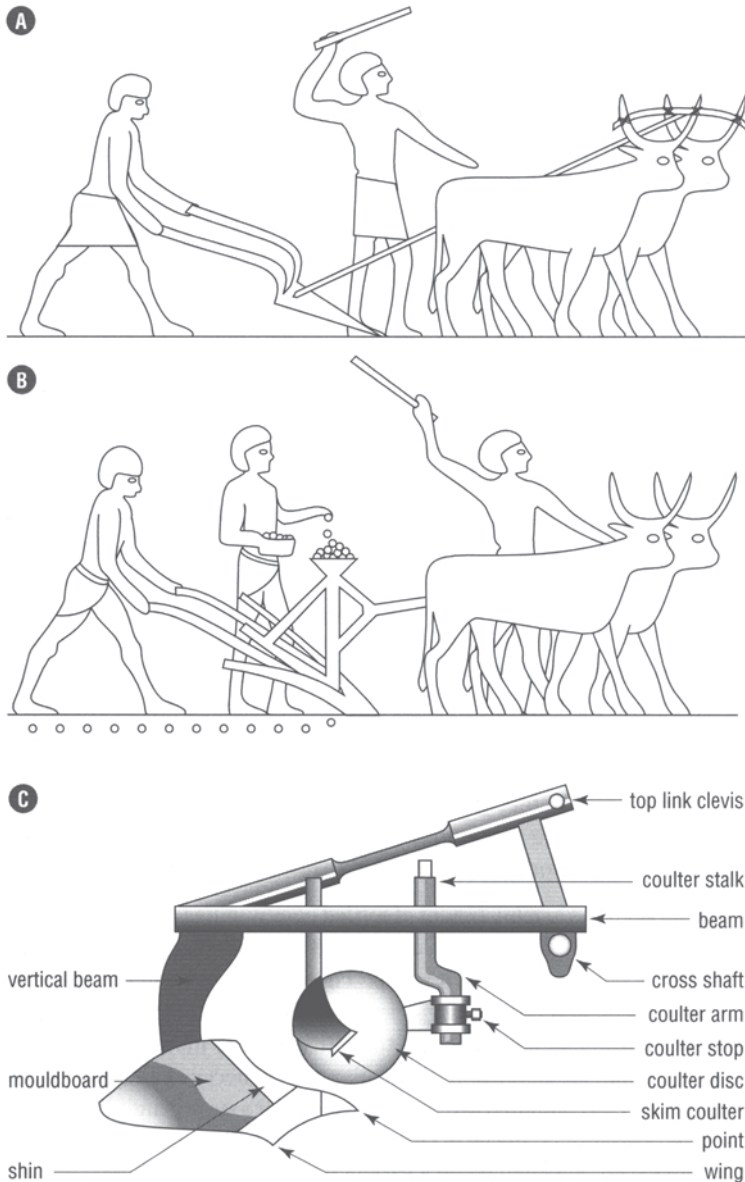 A
B
C
top link clevis
coulter stalk
beam
vertical beam
cross shaft
coulter arm
coulter stop
mouldboard
coulter disc
skim coulter
point
shin
wing